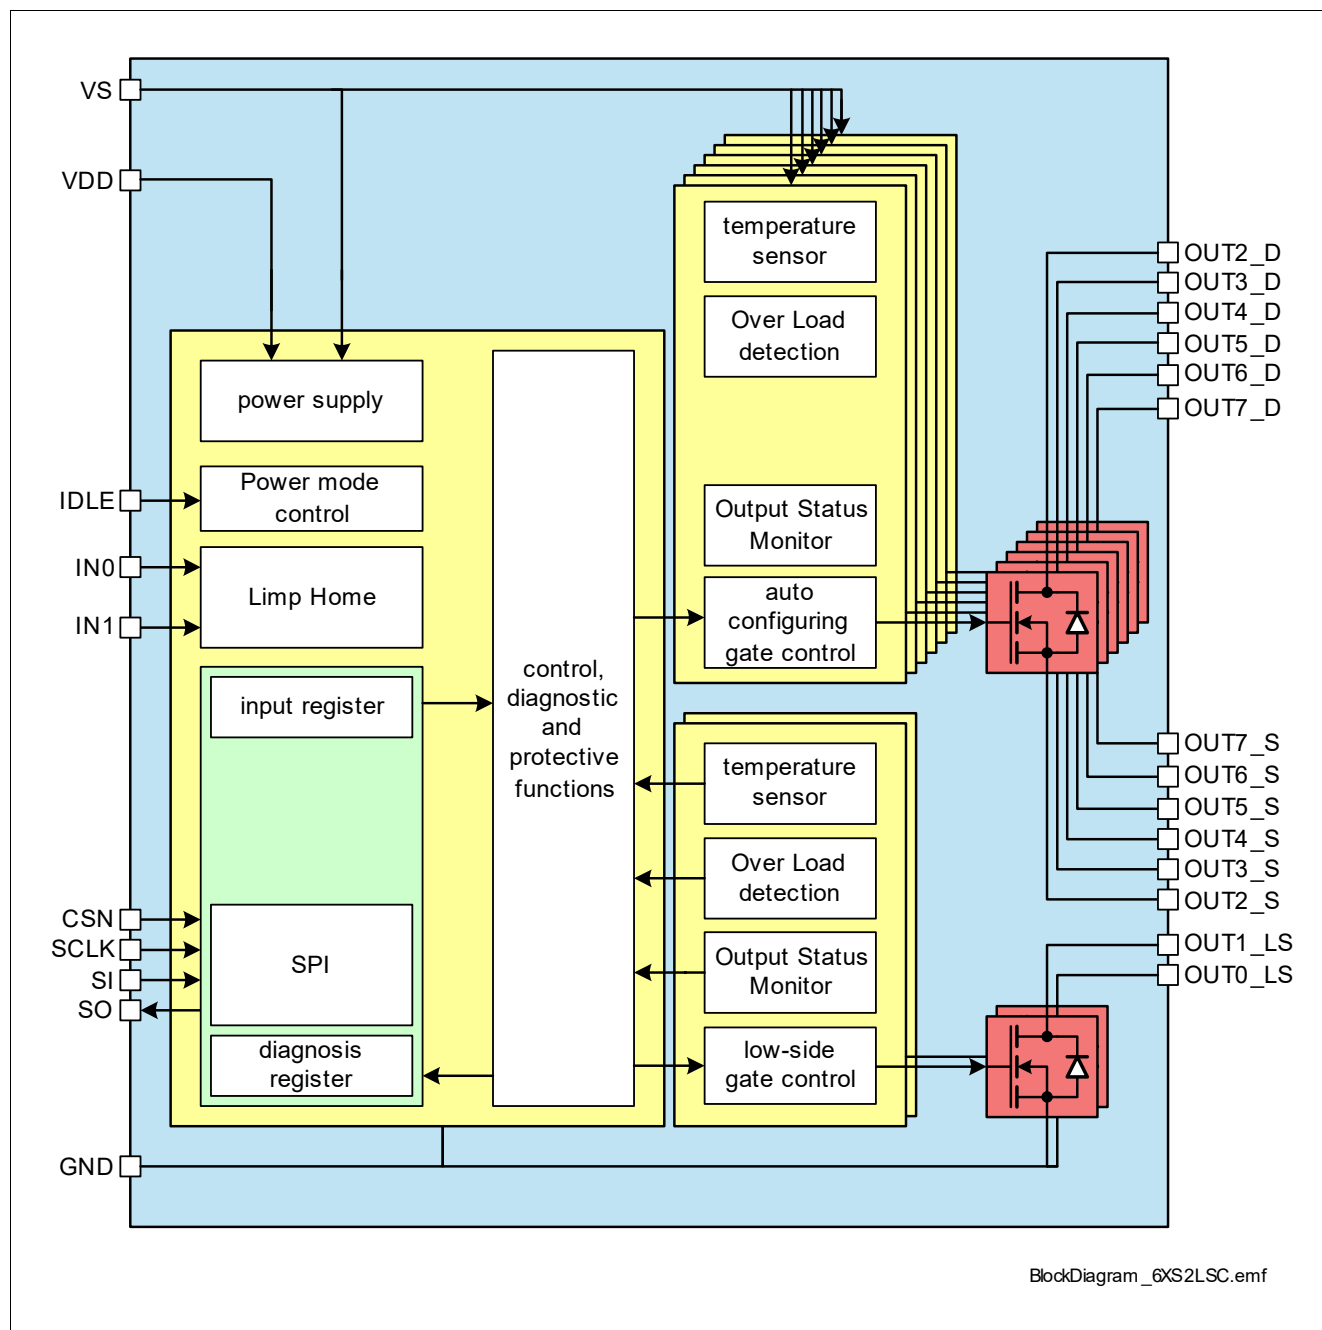 VS
VDD
IDLE
IN0
IN1
CSN
SCLK
SI
SO
GND
power supply
Power mode
control
Limp Home
input register
SPI
diagnosis
register
control,
diagnostic
and
protective
functions
temperature
sensor
Over Load
detection
Output Status
Monitor
auto
configuring
gate control
temperature
sensor
Over Load
detection
Output Status
Monitor
low-side
gate control
OUT2_D
OUT3_D
OUT4_D
OUT5_D
OUT6_D
OUT7_D
OUT7_S
OUT6_S
OUT5_S
OUT4_S
OUT3_S
OUT2_S
OUT1_LS
OUT0_LS
BlockDiagram_6XS2LSC.emf